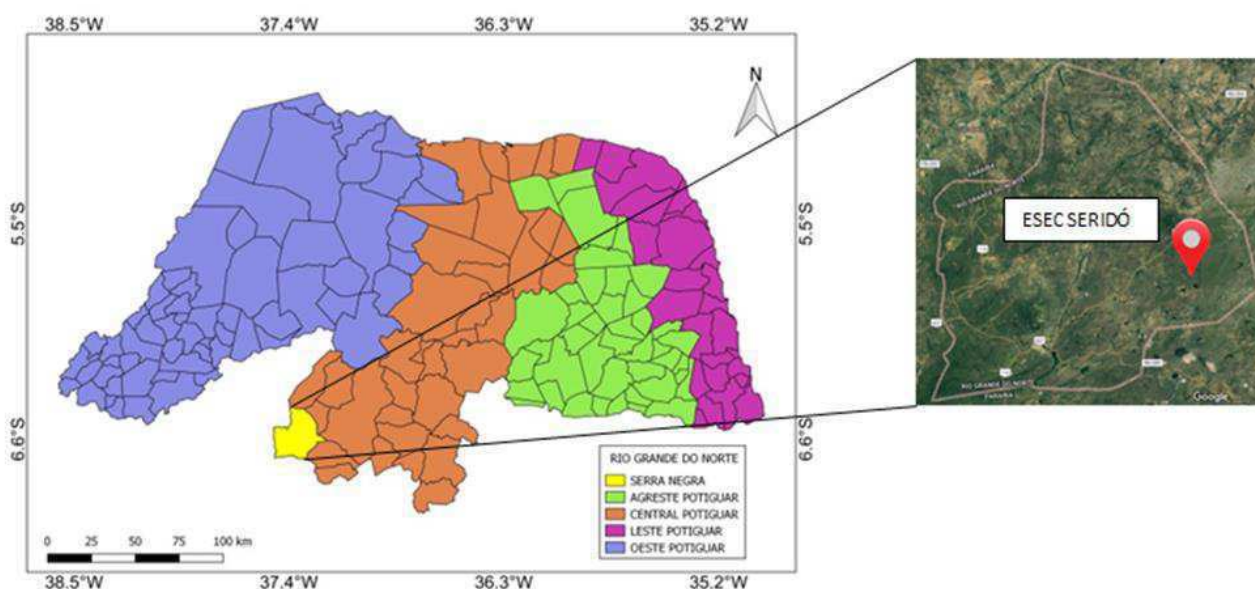 38.5°W 37.4°W 36.3°W 35.2°W
N
5.5°S 5.5°S
6.6°S 6.6°S
RIO GRANDE DO NORTE
SERRA NEGRA
AGRESTE POTIGUAR
CENTRAL POTIGUAR
LESTE POTIGUAR
OESTE POTIGUAR
0 25 50 75 100 km
38.5°W 37.4°W 36.3°W 35.2°W
PARAIBA
RIO GRANDE DO NORTE
ESEC SERIDÓ
RIO GRANDE DO NORTE
PARAIBA
Google